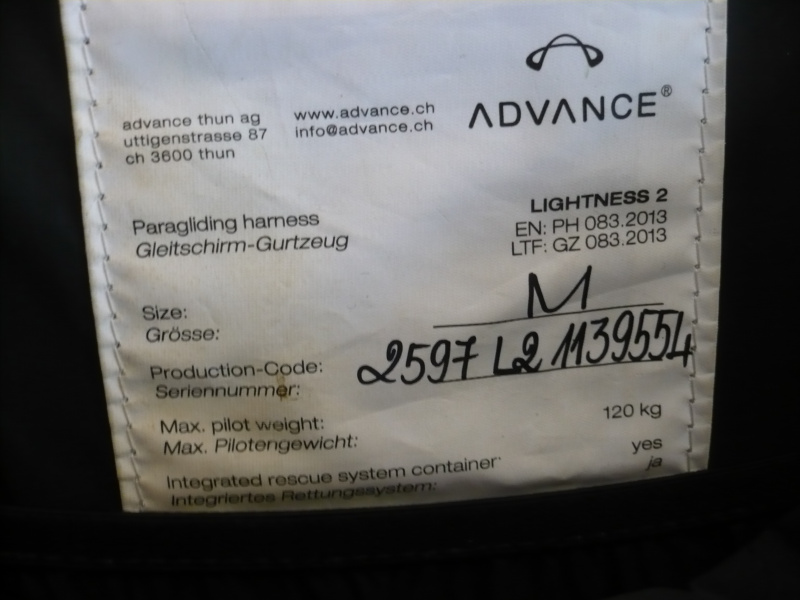 ADVANCE®
advance thun ag
uttigenstrasse 87
ch 3600 thun
www.advance.ch
info@advance.ch
LIGHTNESS 2
Paragliding harness
Gleitschirm-Gurtzeug
EN: PH 083.2013
LTF: GZ 083.2013
Size: M
Grösse:
Production-Code: 2597 L2 1139554
Seriennummer:
Max. pilot weight: 120 kg
Max. Pilotengewicht:
Integrated rescue system container: yes
Integriertes Rettungssystem: ja